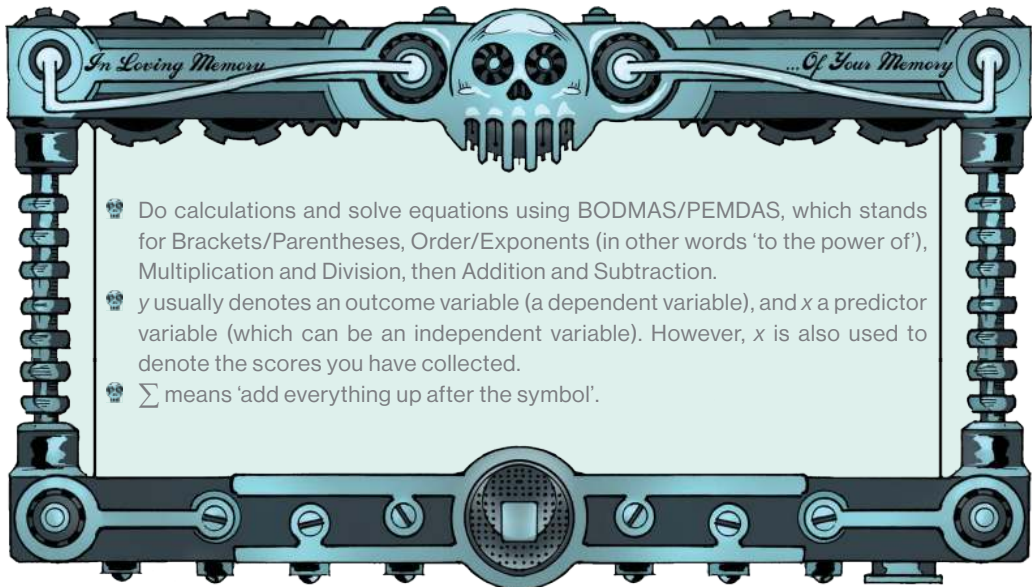 In Loving Memory
...Of Your Memory
Do calculations and solve equations using BODMAS/PEMDAS, which stands
for Brackets/Parentheses, Order/Exponents (in other words ‘to the power of’),
Multiplication and Division, then Addition and Subtraction.
y usually denotes an outcome variable (a dependent variable), and x a predictor
variable (which can be an independent variable). However, x is also used to
denote the scores you have collected.
∑ means ‘add everything up after the symbol’.